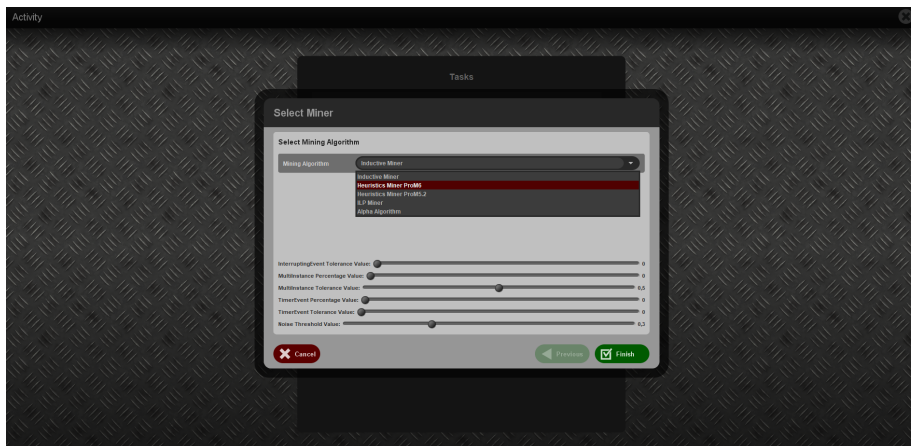 Activity
Tasks
Select Miner
Select Mining Algorithm
Mining Algorithm Inductive Miner
Inductive Miner
Heuristics Miner ProM6
Heuristics Miner ProM5.2
ILP Miner
Alpha Algorithm
InterruptingEvent Tolerance Value: 0
MultiInstance Percentage Value: 0
MultiInstance Tolerance Value: 0,5
TimerEvent Percentage Value: 0
TimerEvent Tolerance Value: 0
Noise Threshold Value: 0,3
Cancel Previous Finish